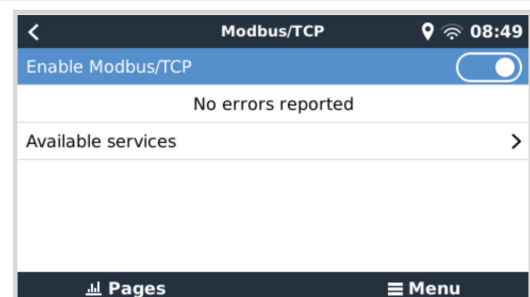 Modbus/TCP 08:49
Enable Modbus/TCP
No errors reported
Available services
Pages Menu